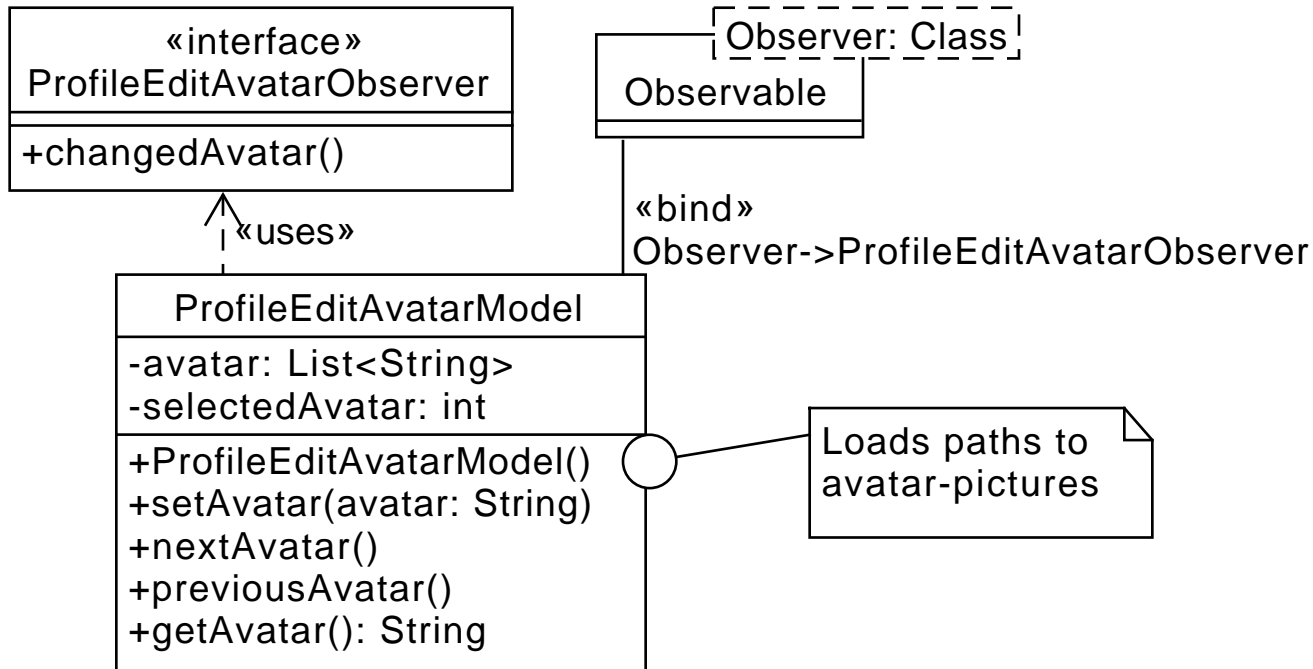 «interface»
ProfileEditAvatarObserver
+changedAvatar()
Observer: Class
Observable
«uses»
«bind»
Observer->ProfileEditAvatarObserver
ProfileEditAvatarModel
-avatar: List<String>
-selectedAvatar: int
+ProfileEditAvatarModel()
+setAvatar(avatar: String)
+nextAvatar()
+previousAvatar()
+getAvatar(): String
Loads paths to
avatar-pictures